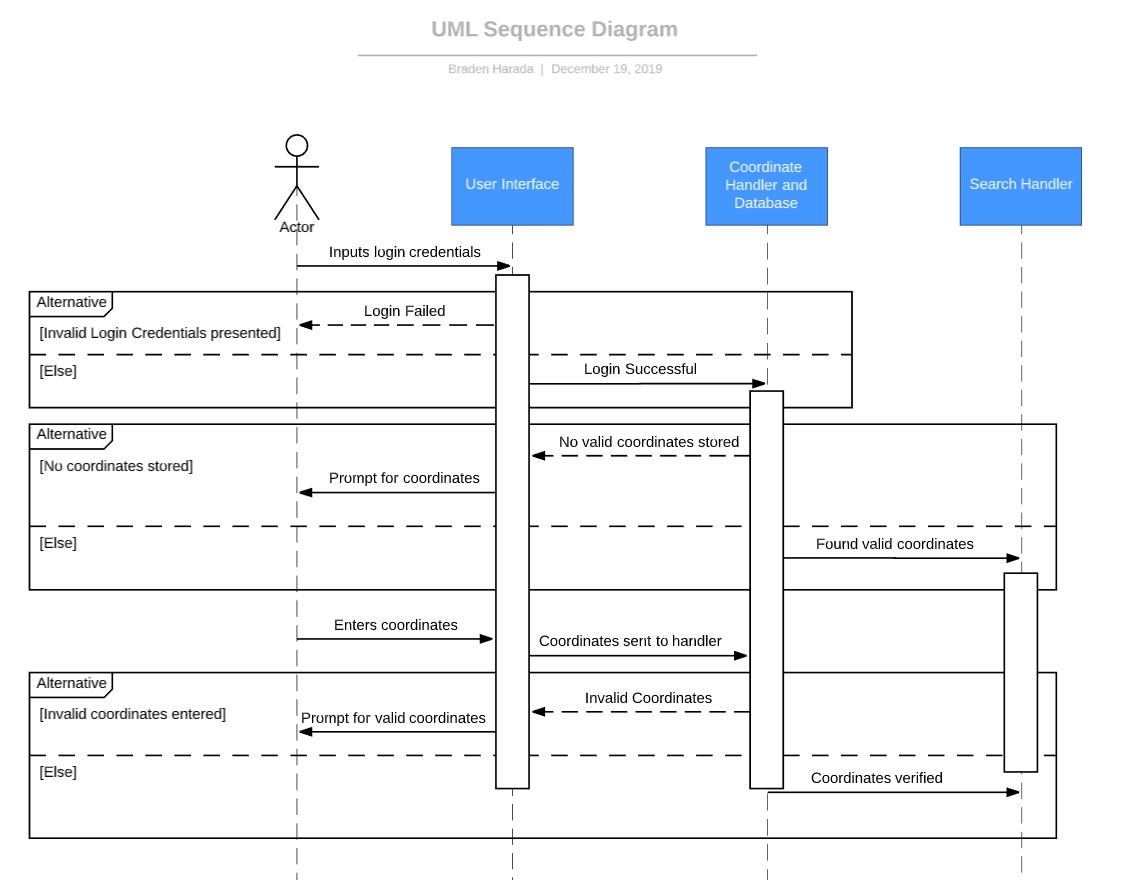 UML Sequence Diagram
Braden Harada | December 19, 2019
Actor
User Interface
Coordinate
Handler and
Database
Search Handler
Inputs login credentials
Alternative
Login Failed
[Invalid Login Credentials presented]
[Else]
Login Successful
Alternative
No valid coordinates stored
[No coordinates stored]
Prompt for coordinates
[Else]
Found valid coordinates
Enters coordinates
Coordinates sent to handler
Alternative
Invalid Coordinates
[Invalid coordinates entered]
Prompt for valid coordinates
[Else]
Coordinates verified